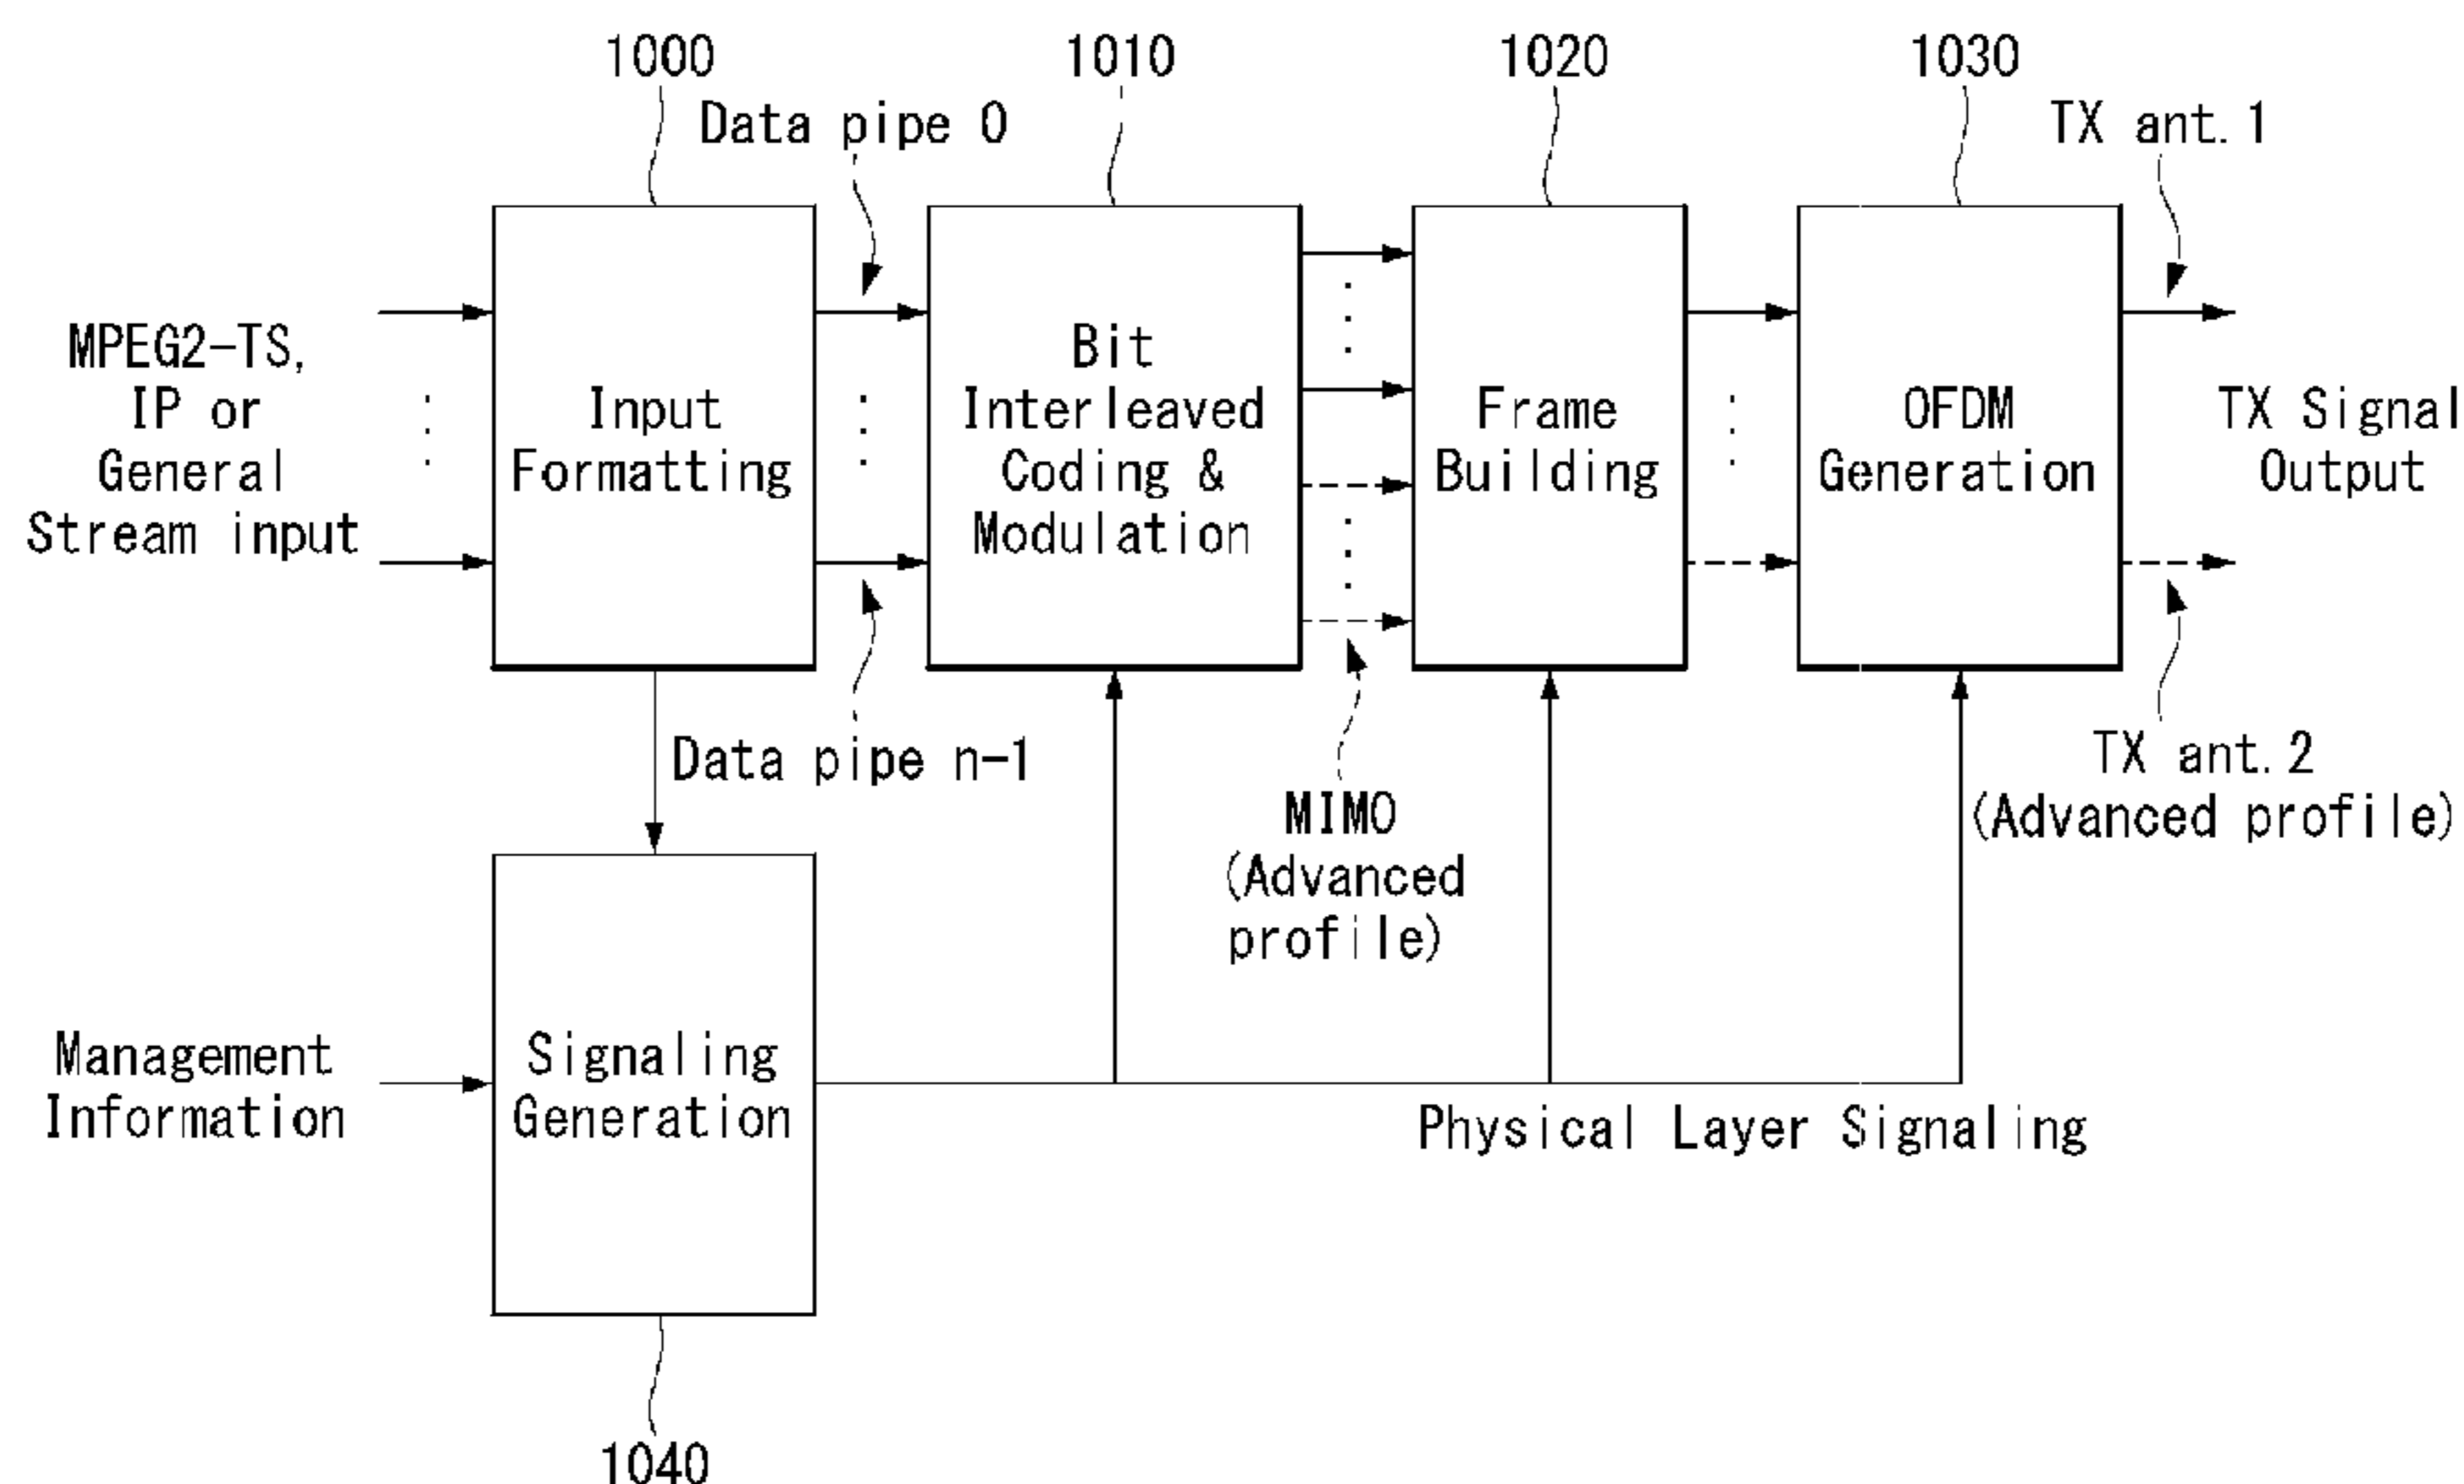 1000
1010
1020
1030
Data pipe 0
TX ant.1
MPEG2-TS,
IP or
General
Stream input
Input
Formatting
Bit
Interleaved
Coding &
Modulation
Frame
Building
OFDM
Generation
TX Signal
Output
Data pipe n-1
MIMO
(Advanced
profile)
TX ant.2
(Advanced profile)
Management
Information
Signaling
Generation
Physical Layer Signaling
1040